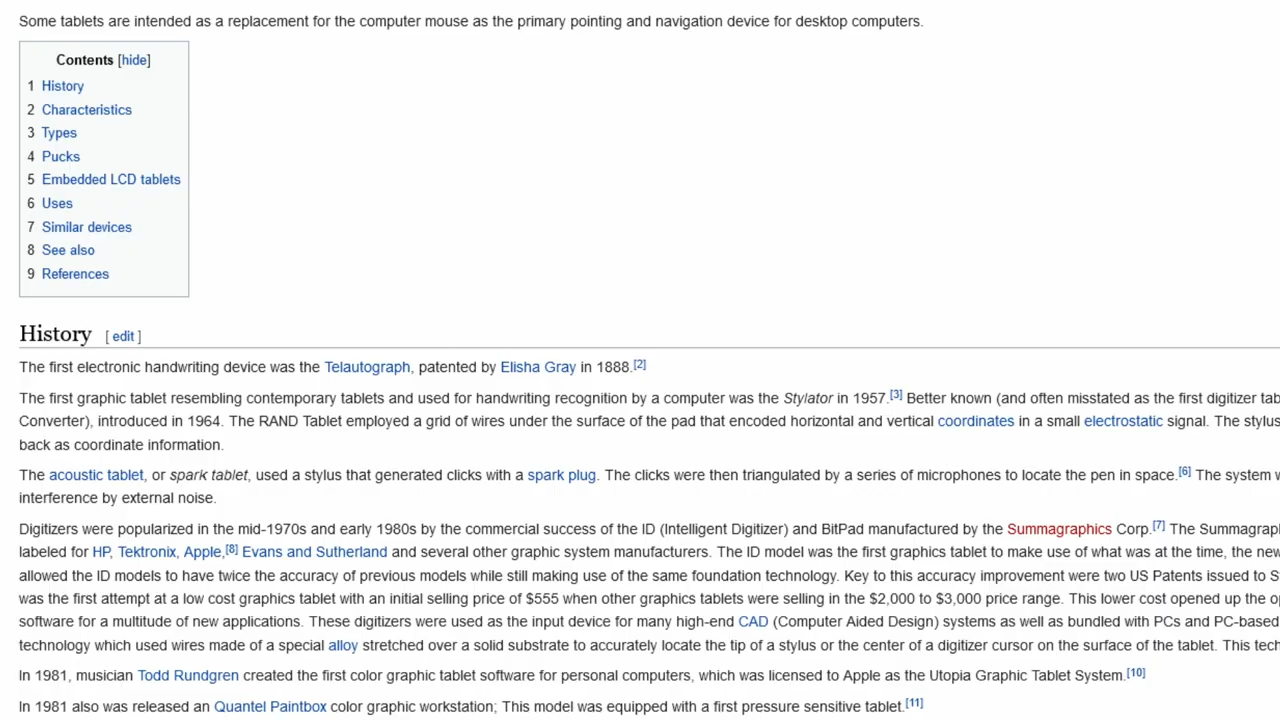 Some tablets are intended as a replacement for the computer mouse as the primary pointing and navigation device for desktop computers.
Contents [hide]
1 History
2 Characteristics
3 Types
4 Pucks
5 Embedded LCD tablets
6 Uses
7 Similar devices
8 See also
9 References
History [ edit ]
The first electronic handwriting device was the Telautograph, patented by Elisha Gray in 1888.[2]
The first graphic tablet resembling contemporary tablets and used for handwriting recognition by a computer was the Stylator in 1957.[3] Better known (and often misstated as the first digitizer tab
Converter), introduced in 1964. The RAND Tablet employed a grid of wires under the surface of the pad that encoded horizontal and vertical coordinates in a small electrostatic signal. The stylus
back as coordinate information.
The acoustic tablet, or spark tablet, used a stylus that generated clicks with a spark plug. The clicks were then triangulated by a series of microphones to locate the pen in space.[6] The system w
interference by external noise.
Digitizers were popularized in the mid-1970s and early 1980s by the commercial success of the ID (Intelligent Digitizer) and BitPad manufactured by the Summagraphics Corp.[7] The Summagrap
labeled for HP, Tektronix, Apple,[8] Evans and Sutherland and several other graphic system manufacturers. The ID model was the first graphics tablet to make use of what was at the time, the new
allowed the ID models to have twice the accuracy of previous models while still making use of the same foundation technology. Key to this accuracy improvement were two US Patents issued to S
was the first attempt at a low cost graphics tablet with an initial selling price of $555 when other graphics tablets were selling in the $2,000 to $3,000 price range. This lower cost opened up the o
software for a multitude of new applications. These digitizers were used as the input device for many high-end CAD (Computer Aided Design) systems as well as bundled with PCs and PC-based
technology which used wires made of a special alloy stretched over a solid substrate to accurately locate the tip of a stylus or the center of a digitizer cursor on the surface of the tablet. This tech
In 1981, musician Todd Rundgren created the first color graphic tablet software for personal computers, which was licensed to Apple as the Utopia Graphic Tablet System.[10]
In 1981 also was released an Quantel Paintbox color graphic workstation; This model was equipped with a first pressure sensitive tablet.[11]